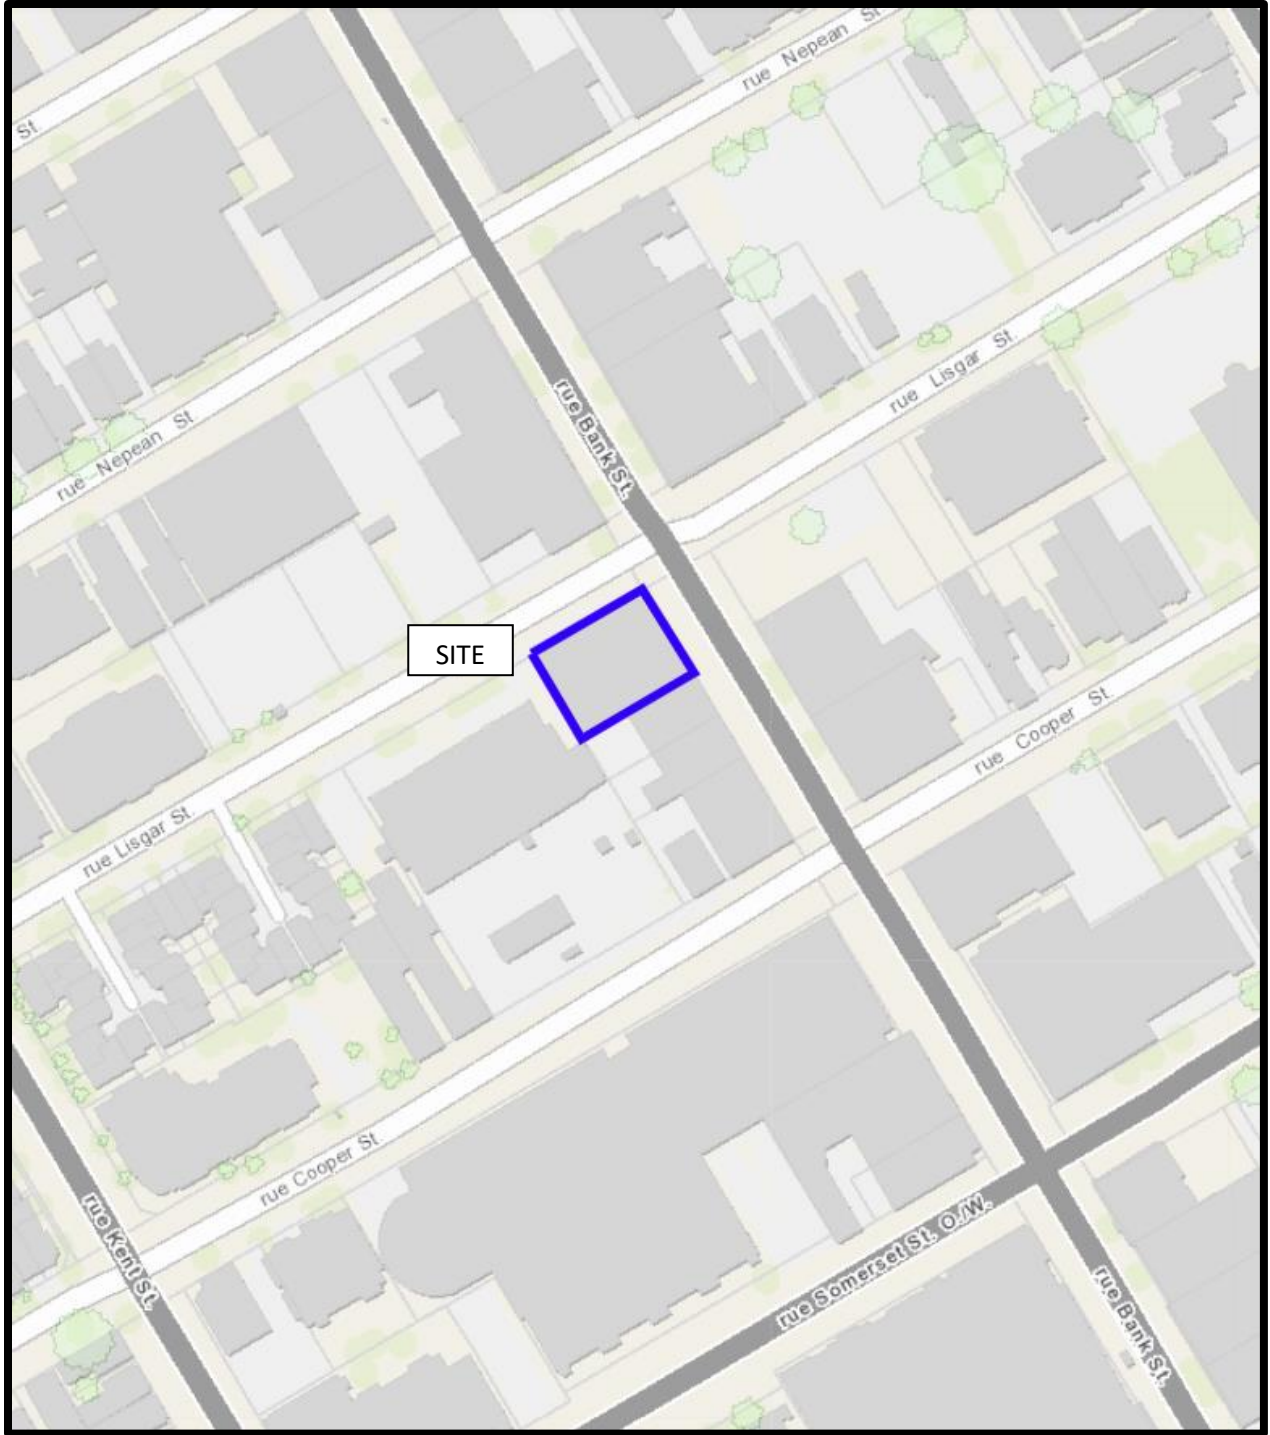 rue Nepean St.
St
rue Lisgar St.
rue Bank St.
rue Nepean St.
SITE
rue Cooper St.
rue Lisgar St.
rue Cooper St.
rue Kent St.
rue Somerset St. O./W.
rue Bank St.